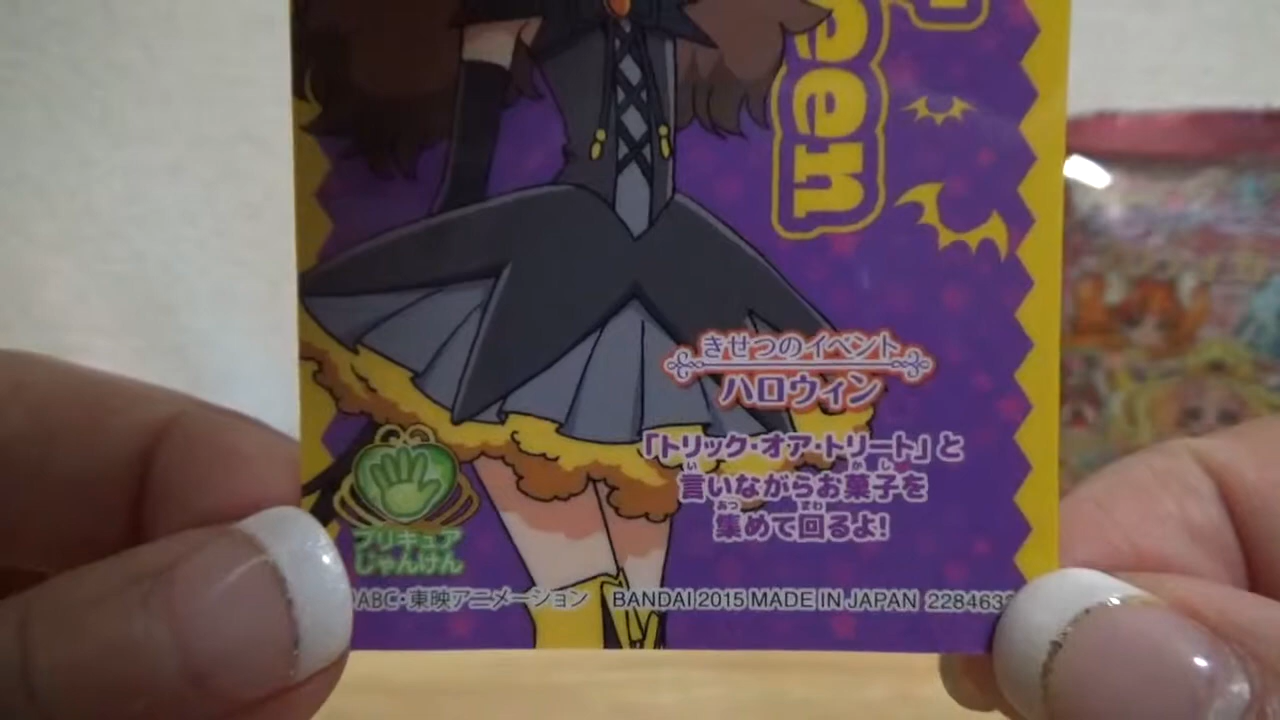 een
きせつのイベント
ハロウィン
「トリック・オア・トリート」と
言いながらお菓子を
集めて回るよ!
プリキュア
じゃんけん
ABC・東映アニメーション BANDAI 2015 MADE IN JAPAN 228463